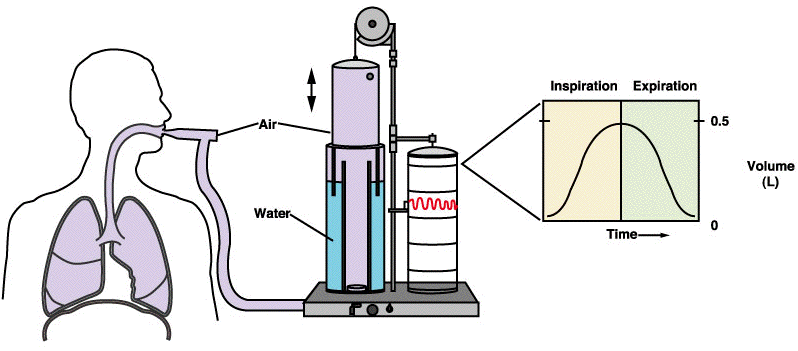 Air
Water
Inspiration Expiration
0.5
Volume
(L)
0
Time